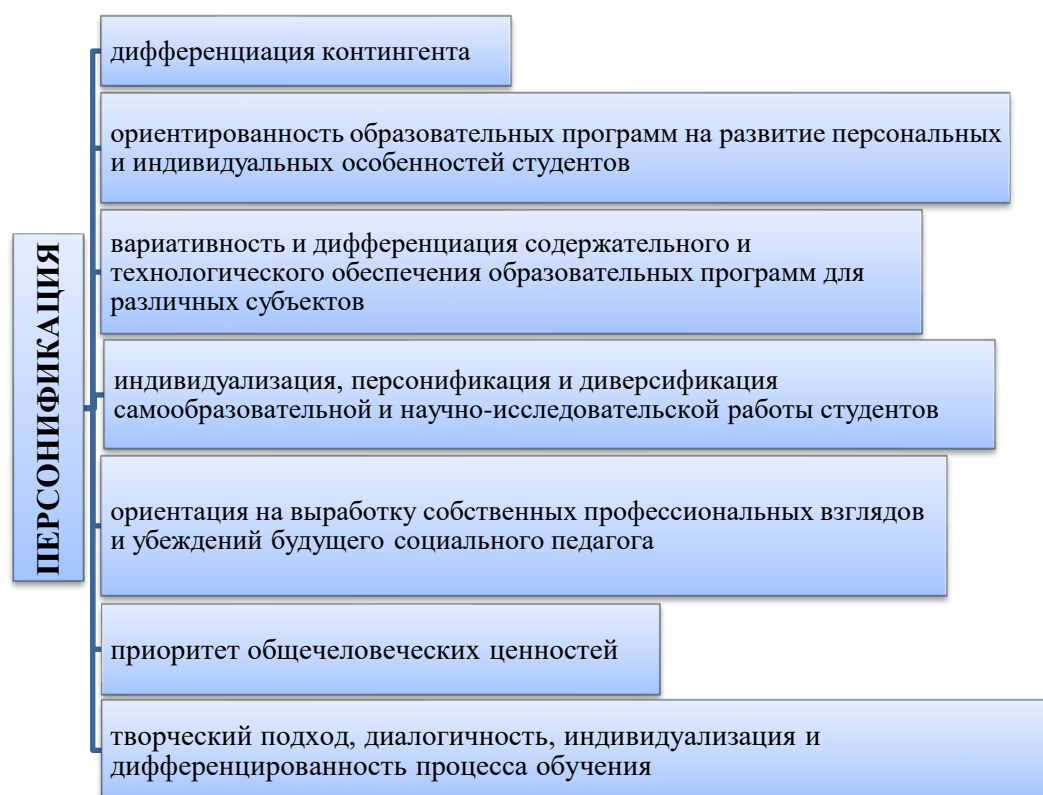 ПЕРСОНИФИКАЦИЯ
дифференциация контингента
ориентированность образовательных программ на развитие персональных
и индивидуальных особенностей студентов
вариативность и дифференциация содержательного и
технологического обеспечения образовательных программ для
различных субъектов
индивидуализация, персонификация и диверсификация
самообразовательной и научно-исследовательской работы студентов
ориентация на выработку собственных профессиональных взглядов
и убеждений будущего социального педагога
приоритет общечеловеческих ценностей
творческий подход, диалогичность, индивидуализация и
дифференцированность процесса обучения